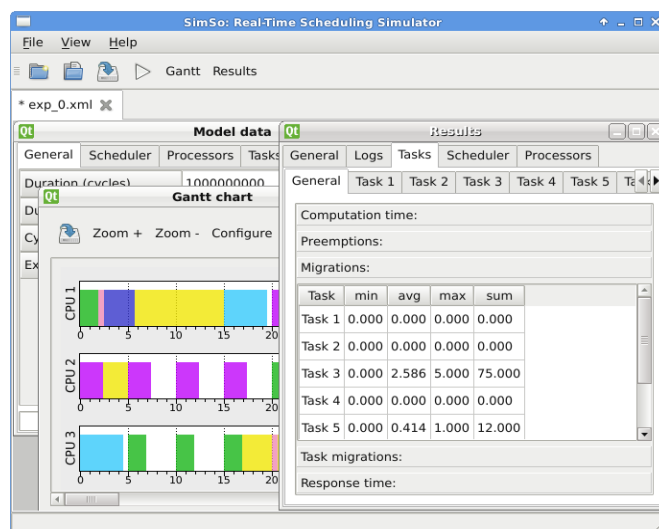 SimSo: Real-Time Scheduling Simulator
File View Help
Gantt Results
* exp_0.xml
Qt Model data
General Scheduler Processors Tasks
Duration (cycles) 1000000000
Du
Cy
Ex
Qt Gantt chart
Zoom + Zoom - Configure
CPU 1
0 5 10 15 20
CPU 2
0 5 10 15 20
CPU 3
0 5 10 15 20
Qt Results
General Logs Tasks Scheduler Processors
General Task 1 Task 2 Task 3 Task 4 Task 5
Computation time:
Preemptions:
Migrations:
Task min avg max sum
Task 1 0.000 0.000 0.000 0.000
Task 2 0.000 0.000 0.000 0.000
Task 3 0.000 2.586 5.000 75.000
Task 4 0.000 0.000 0.000 0.000
Task 5 0.000 0.414 1.000 12.000
Task migrations:
Response time: